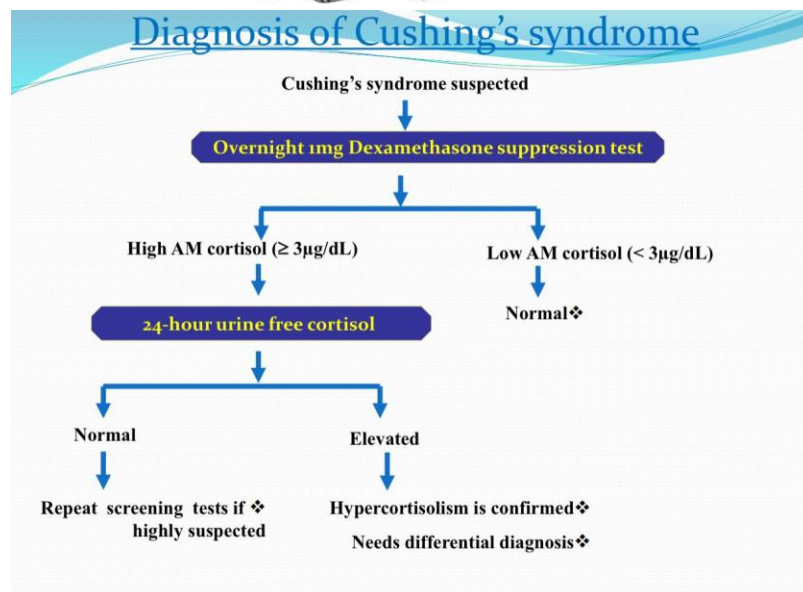 Diagnosis of Cushing's syndrome
Cushing's syndrome suspected
Overnight 1mg Dexamethasone suppression test
High AM cortisol (≥ 3µg/dL)
Low AM cortisol (< 3µg/dL)
Normal❖
24-hour urine free cortisol
Normal
Elevated
Repeat screening tests if ❖
highly suspected
Hypercortisolism is confirmed❖
Needs differential diagnosis❖